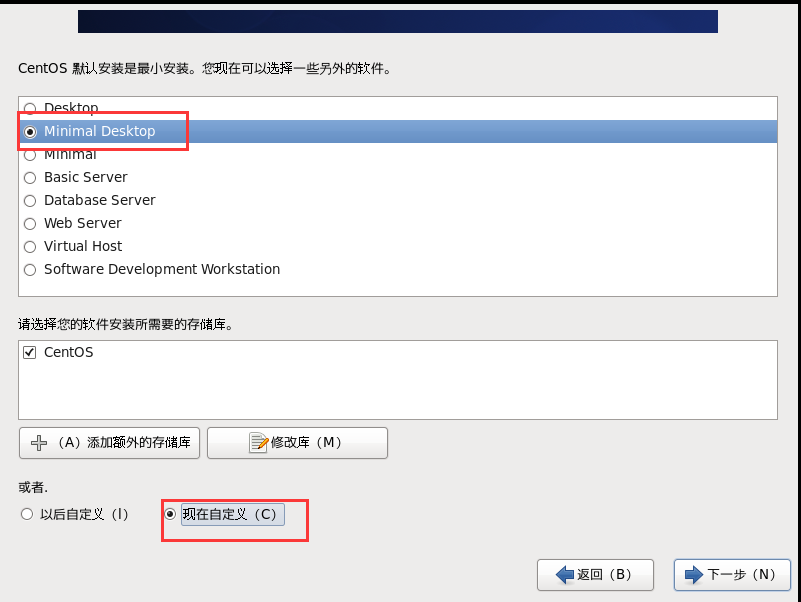 CentOS 默认安装是最小安装。您现在可以选择一些另外的软件。
Desktop
Minimal Desktop
Minimal
Basic Server
Database Server
Web Server
Virtual Host
Software Development Workstation
请选择您的软件安装所需要的存储库。
CentOS
（A）添加额外的存储库 修改库（M）
或者.
以后自定义（l） 现在自定义（C）
返回（B） 下一步（N）